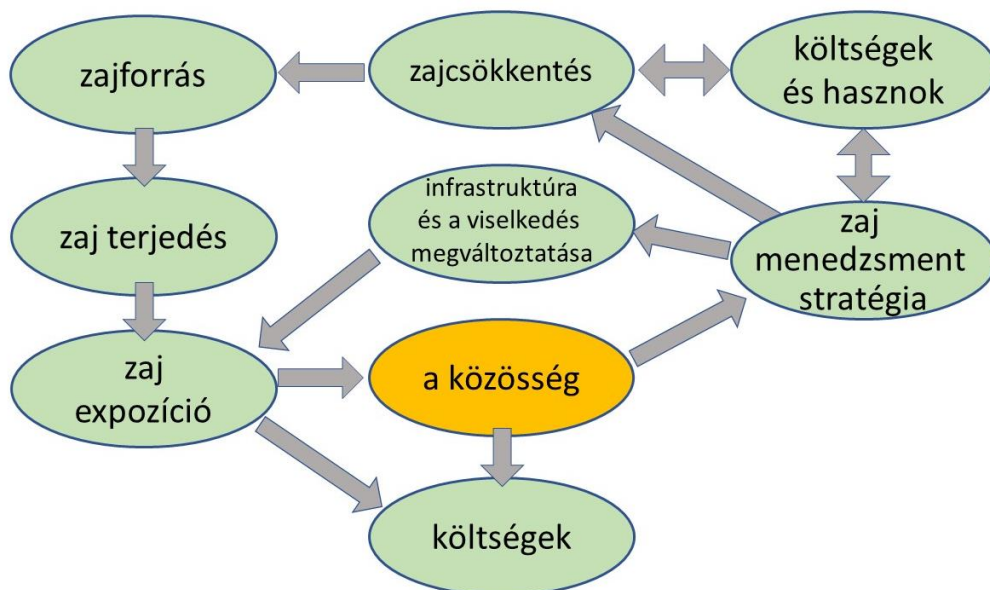 zajforrás
zajcsökkentés
költségek
és hasznok
zaj terjedés
infrastruktúra
és a viselkedés
megváltoztatása
zaj
menedzsment
stratégia
zaj
expozíció
a közösség
költségek